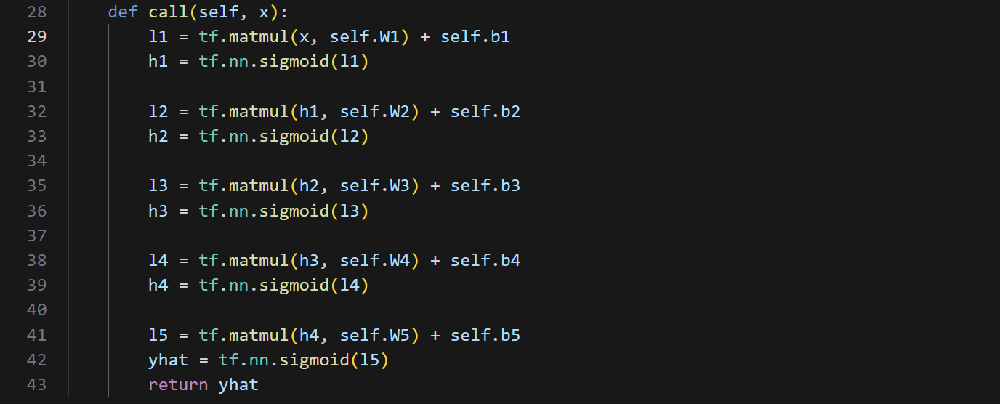 28 def call(self, x):
29 l1 = tf.matmul(x, self.W1) + self.b1
30 h1 = tf.nn.sigmoid(l1)
31
32 l2 = tf.matmul(h1, self.W2) + self.b2
33 h2 = tf.nn.sigmoid(l2)
34
35 l3 = tf.matmul(h2, self.W3) + self.b3
36 h3 = tf.nn.sigmoid(l3)
37
38 l4 = tf.matmul(h3, self.W4) + self.b4
39 h4 = tf.nn.sigmoid(l4)
40
41 l5 = tf.matmul(h4, self.W5) + self.b5
42 yhat = tf.nn.sigmoid(l5)
43 return yhat